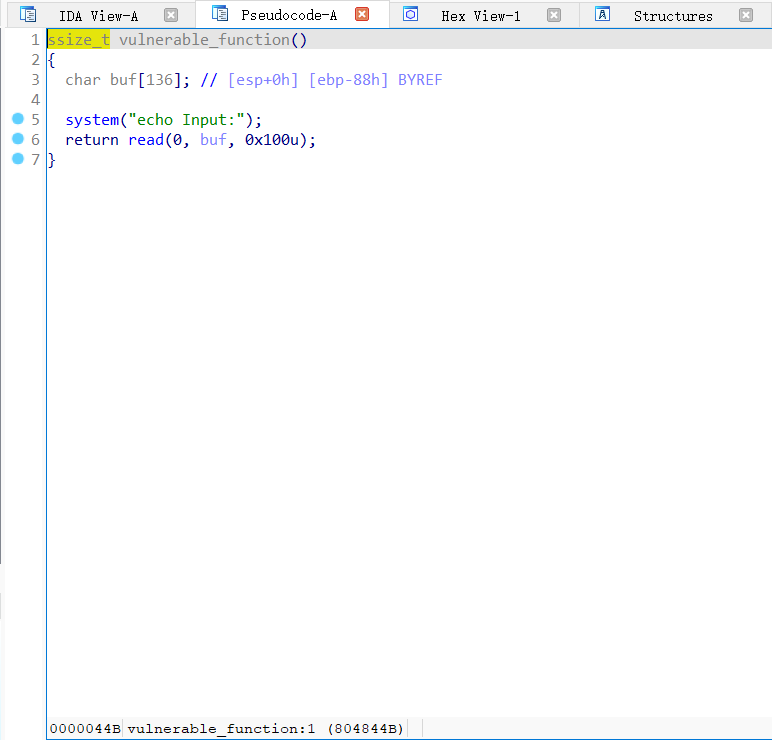 IDA View-A Pseudocode-A Hex View-1 Structures
1 ssize_t vulnerable_function()
2 {
3 char buf[136]; // [esp+0h] [ebp-88h] BYREF
4
5 system("echo Input:");
6 return read(0, buf, 0x100u);
7 }
0000044B vulnerable_function:1 (804844B)